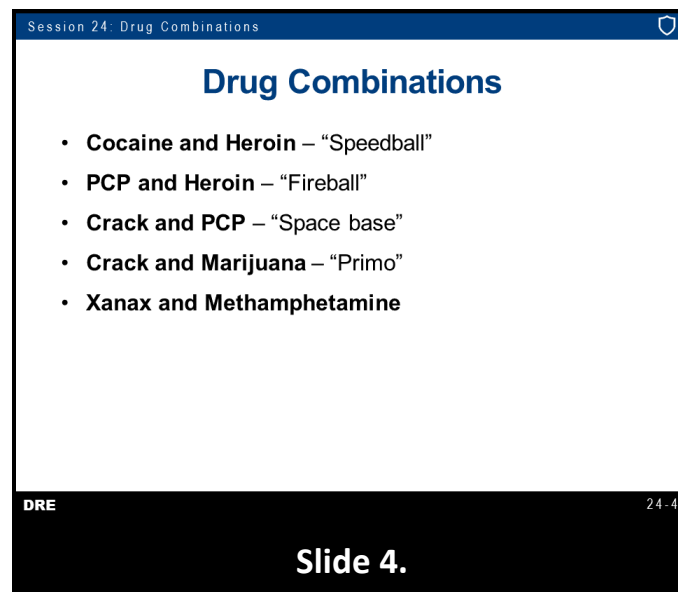 Session 24: Drug Combinations
Drug Combinations
• Cocaine and Heroin – “Speedball”
• PCP and Heroin – “Fireball”
• Crack and PCP – “Space base”
• Crack and Marijuana – “Primo”
• Xanax and Methamphetamine
DRE
24-4
Slide 4.